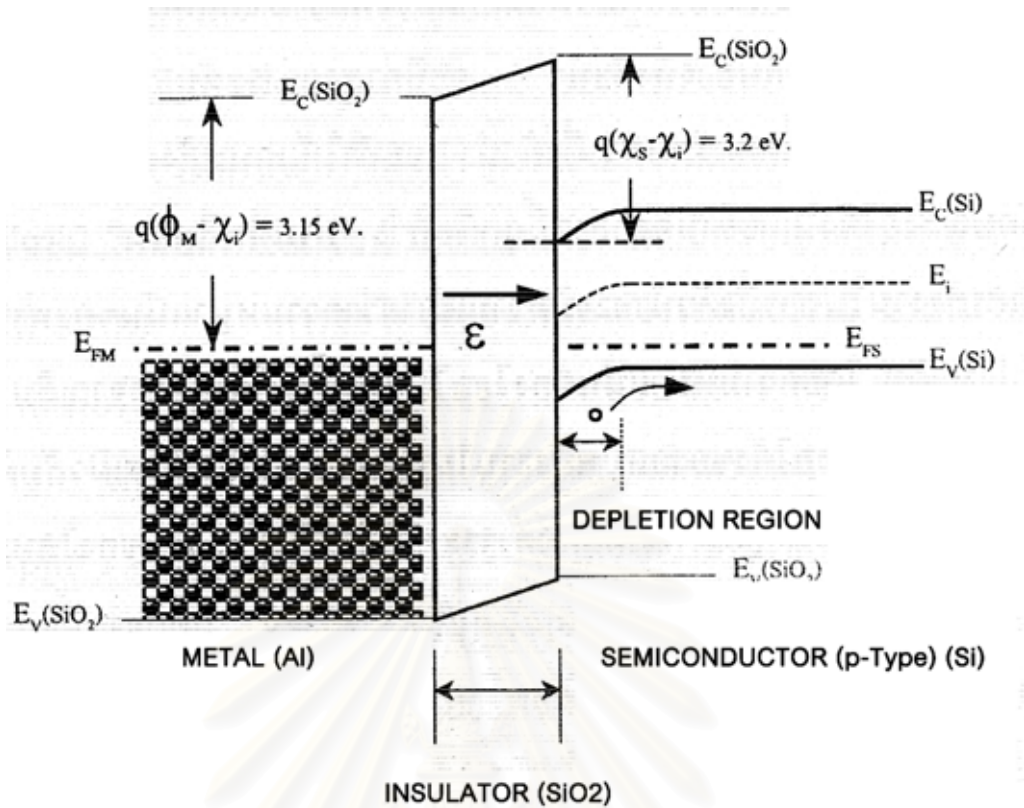 E_C(SiO₂)
E_C(SiO₂)
q(χ_S-χ_i) = 3.2 eV.
E_C(Si)
q(ϕ_M- χ_i) = 3.15 eV.
E_i
E_FM
ε
E_FS
E_V(Si)
DEPLETION REGION
E_V(SiO₂)
E_V(SiO₂)
METAL (Al)
SEMICONDUCTOR (p-Type) (Si)
INSULATOR (SiO2)